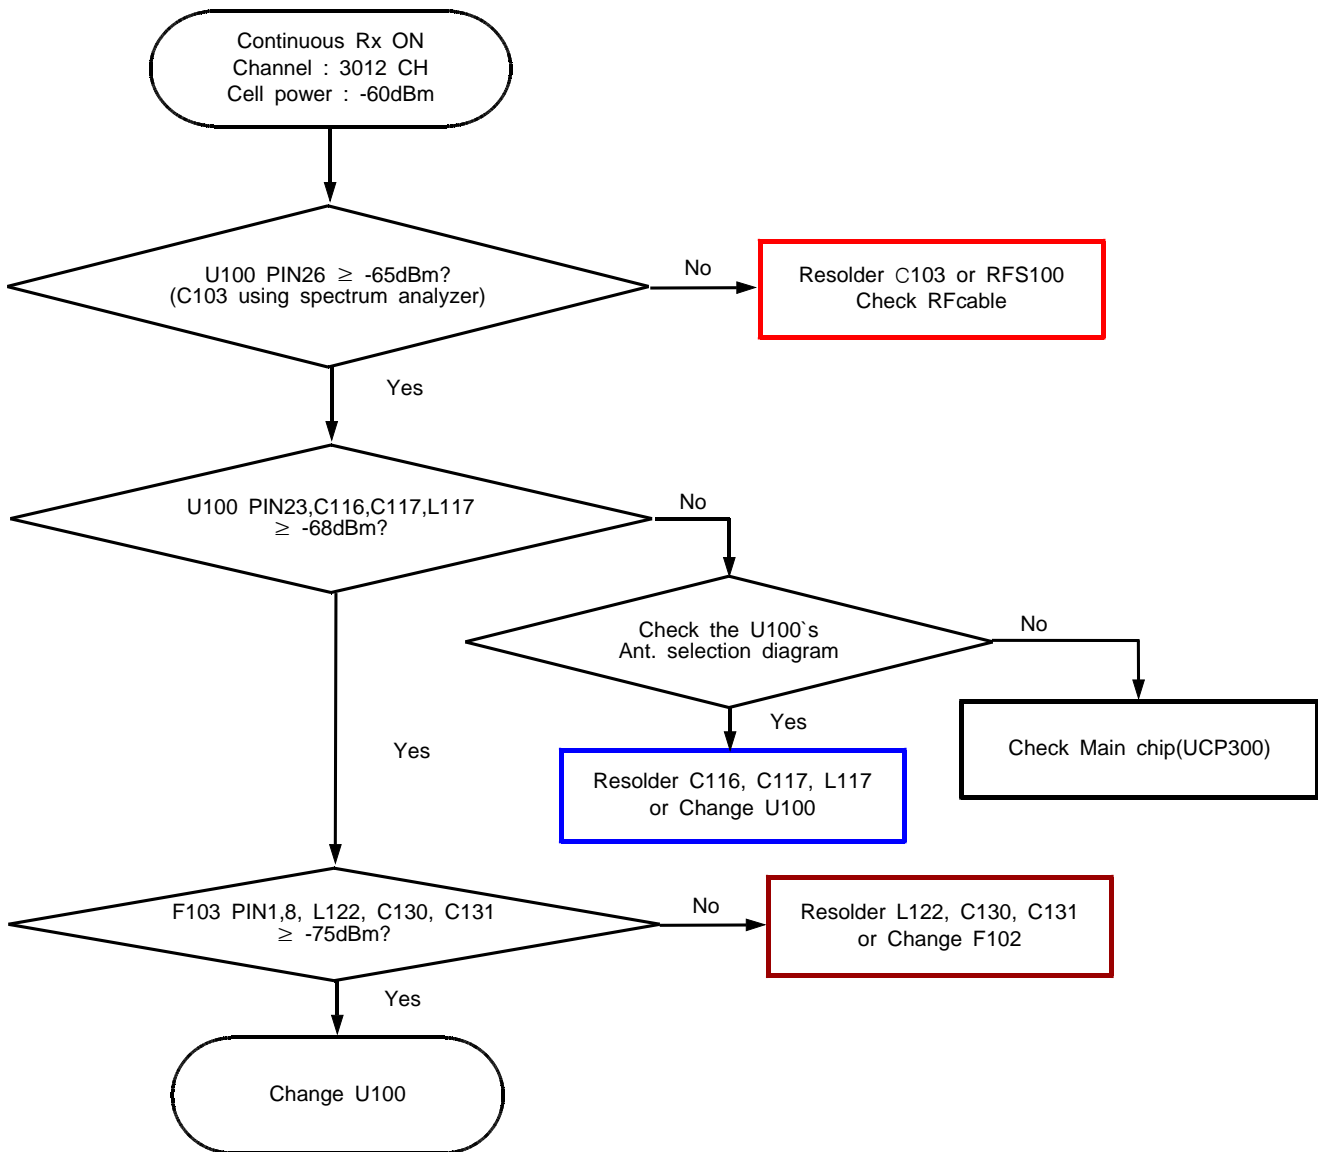 Continuous Rx ON
Channel : 3012 CH
Cell power : -60dBm
U100 PIN26 ≥ -65dBm?
(C103 using spectrum analyzer)
No
Resolder C103 or RFS100
Check RFcable
Yes
U100 PIN23,C116,C117,L117
≥ -68dBm?
No
Check the U100`s
Ant. selection diagram
No
Yes
Check Main chip(UCP300)
Yes
Resolder C116, C117, L117
or Change U100
F103 PIN1,8, L122, C130, C131
≥ -75dBm?
No
Resolder L122, C130, C131
or Change F102
Yes
Change U100